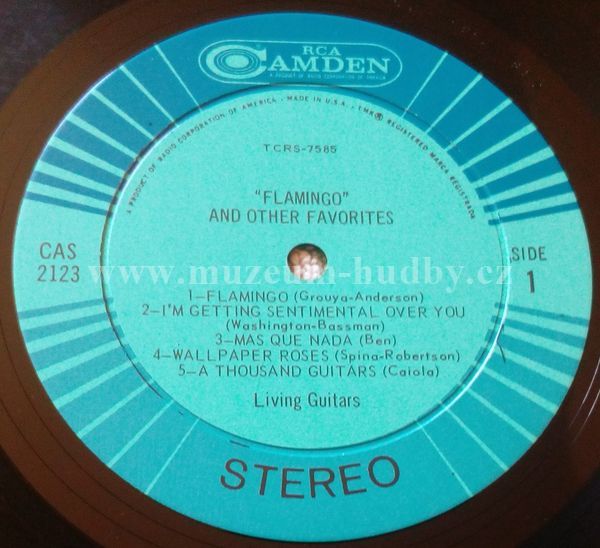 RCA
CAMDEN
A PRODUCT OF RADIO CORPORATION OF AMERICA
A PRODUCT OF RADIO CORPORATION OF AMERICA - MADE IN U.S.A. - TMK ® REGISTERED MARCA REGISTRADA
TCRS-7585
"FLAMINGO"
AND OTHER FAVORITES
CAS
2123
SIDE
1
www.muzeum-hudby.cz
1—FLAMINGO (Grouya-Anderson)
2—I'M GETTING SENTIMENTAL OVER YOU
(Washington-Bassman)
3—MAS QUE NADA (Ben)
4—WALLPAPER ROSES (Spina-Robertson)
5—A THOUSAND GUITARS (Caiola)
Living Guitars
STEREO